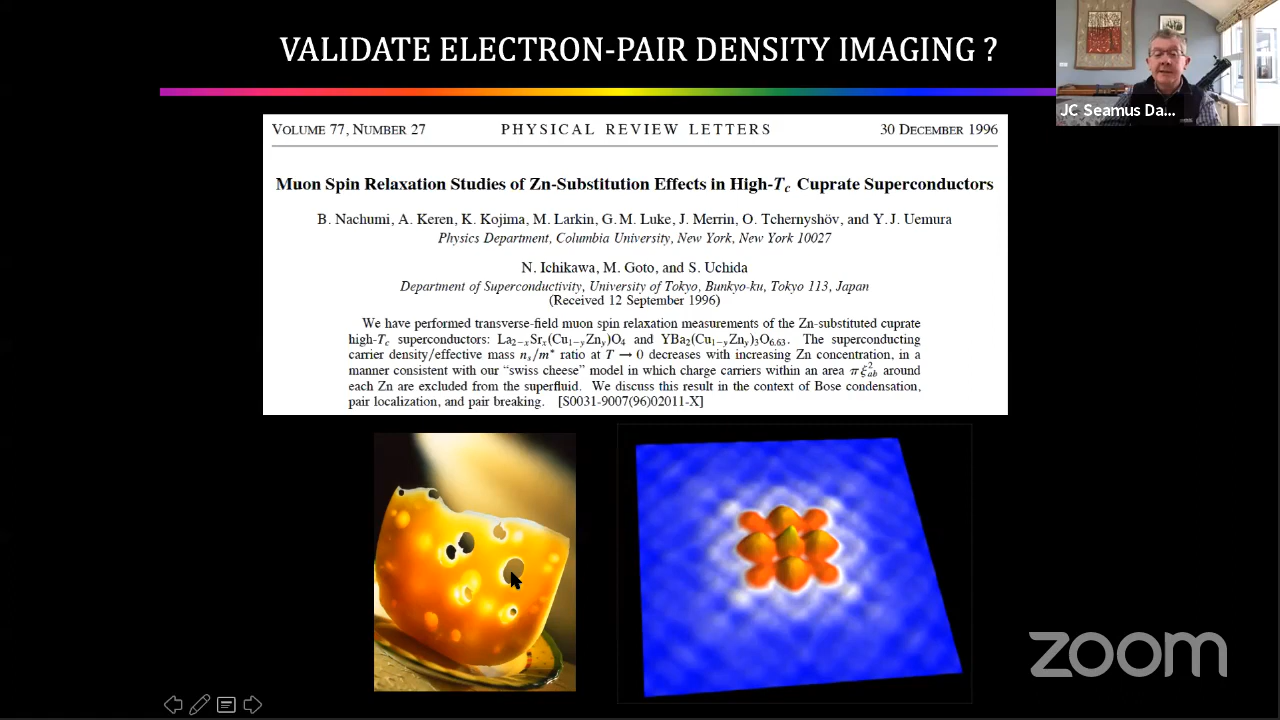 VALIDATE ELECTRON-PAIR DENSITY IMAGING ?
JC Seamus Da...
VOLUME 77, NUMBER 27 PHYSICAL REVIEW LETTERS 30 DECEMBER 1996
Muon Spin Relaxation Studies of Zn-Substitution Effects in High-Tc Cuprate Superconductors
B. Nachumi, A. Keren, K. Kojima, M. Larkin, G. M. Luke, J. Merrin, O. Tchernyshöv, and Y. J. Uemura
Physics Department, Columbia University, New York, New York 10027
N. Ichikawa, M. Goto, and S. Uchida
Department of Superconductivity, University of Tokyo, Bunkyo-ku, Tokyo 113, Japan
(Received 12 September 1996)
We have performed transverse-field muon spin relaxation measurements of the Zn-substituted cuprate
high-Tc superconductors: La2−xSrx(Cu1−yZny)O4 and YBa2(Cu1−yZny)3O6.63. The superconducting
carrier density/effective mass ns/m* ratio at T → 0 decreases with increasing Zn concentration, in a
manner consistent with our “swiss cheese” model in which charge carriers within an area πξ²ab around
each Zn are excluded from the superfluid. We discuss this result in the context of Bose condensation,
pair localization, and pair breaking. [S0031-9007(96)02011-X]
zoom